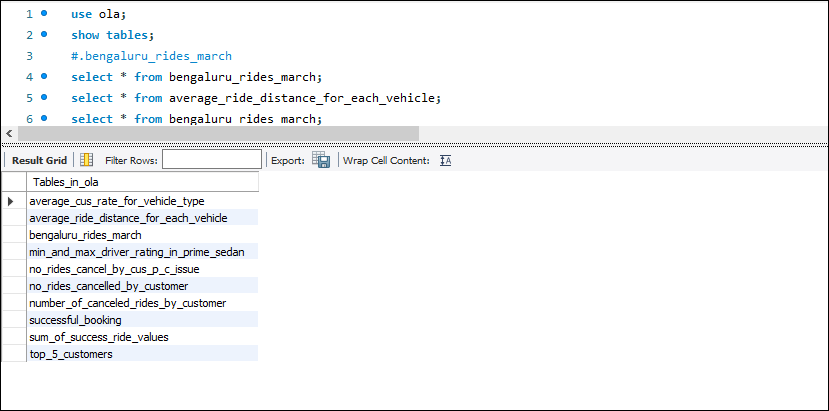 1 use ola;
2 show tables;
3 #.bengaluru_rides_march
4 select * from bengaluru_rides_march;
5 select * from average_ride_distance_for_each_vehicle;
6 select * from bengaluru_rides_march;
Result Grid Filter Rows: Export: Wrap Cell Content: IA
Tables_in_ola
average_cus_rate_for_vehicle_type
average_ride_distance_for_each_vehicle
bengaluru_rides_march
min_and_max_driver_rating_in_prime_sedan
no_rides_cancel_by_cus_p_c_issue
no_rides_cancelled_by_customer
number_of_canceled_rides_by_customer
successful_booking
sum_of_success_ride_values
top_5_customers